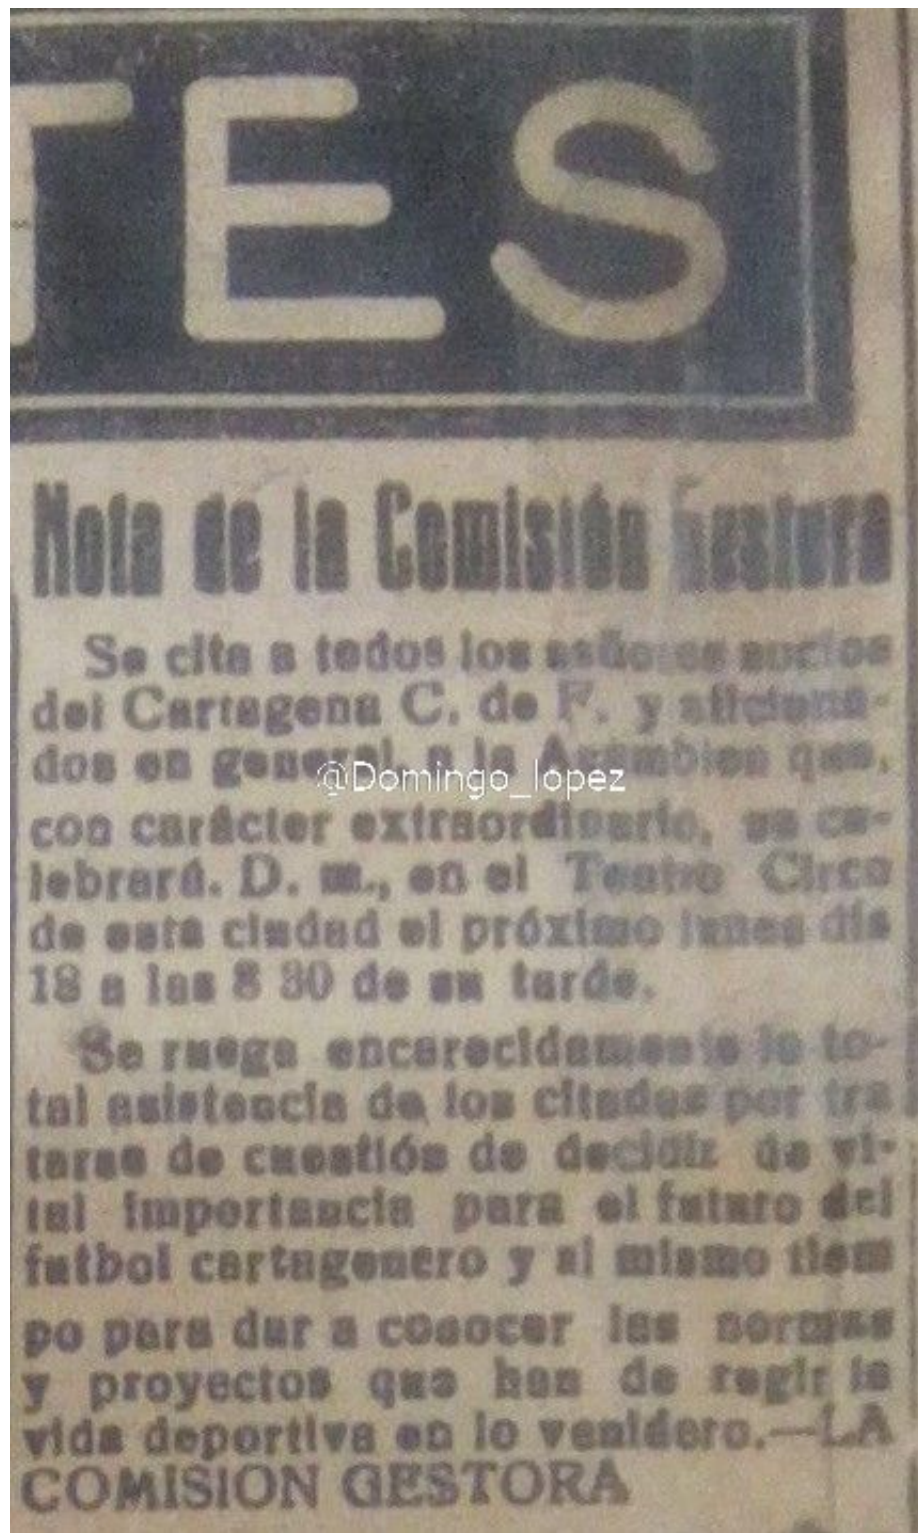 TES
Nota de la Comisión Gestora
Se cita a todos los señores socios
del Cartagena C. de F. y aficiona-
dos en general, a la Asamblea que,
@Domingo_lopez
con carácter extraordinario, se ce-
lebrará. D. m., en el Teatro Circo
de esta ciudad el próximo lunes día
18 a las 8 30 de su tarde.
Se ruega encarecidamente la to-
tal asistencia de los citados por tra
tarse de cuestión de decidir de vi-
tal importancia para el futuro del
futbol cartagenero y al mismo tiem
po para dar a conocer las normas
y proyectos que han de regir la
vida deportiva en lo venidero.—LA
COMISION GESTORA